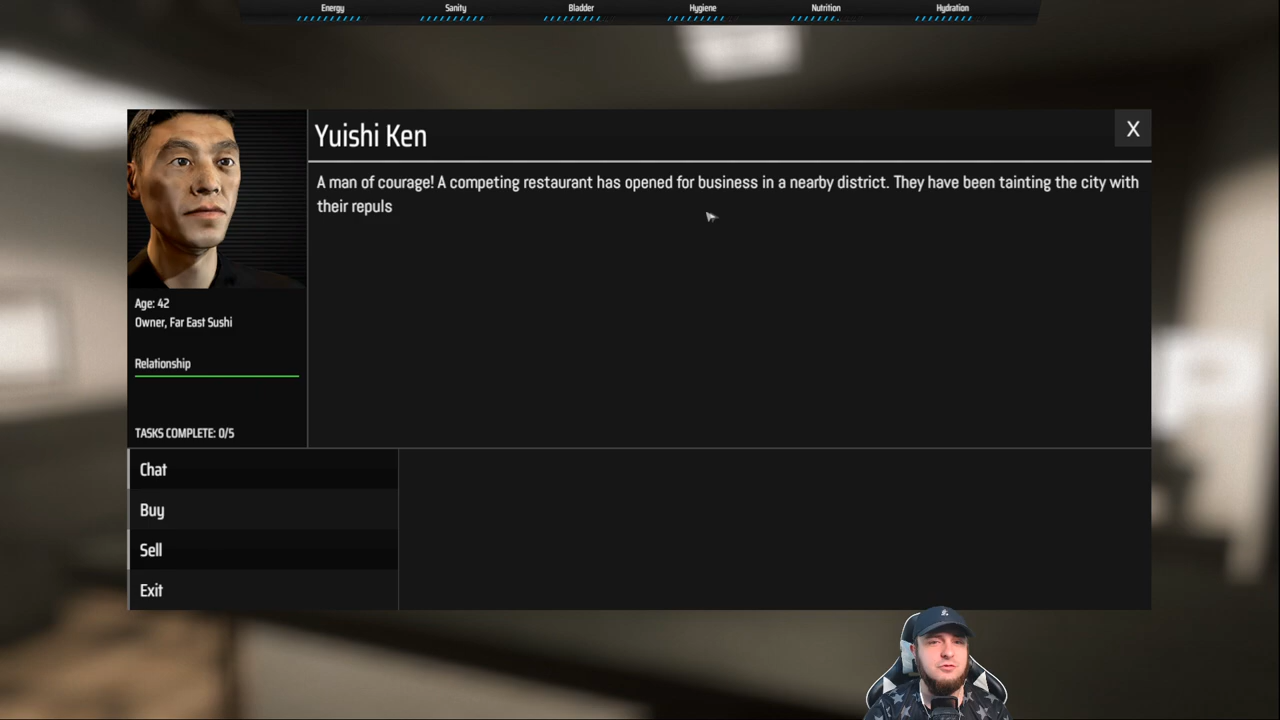 Energy
Sanity
Bladder
Hygiene
Nutrition
Hydration
Yuishi Ken
X
A man of courage! A competing restaurant has opened for business in a nearby district. They have been tainting the city with
their repuls
Age: 42
Owner, Far East Sushi
Relationship
TASKS COMPLETE: 0/5
Chat
Buy
Sell
Exit